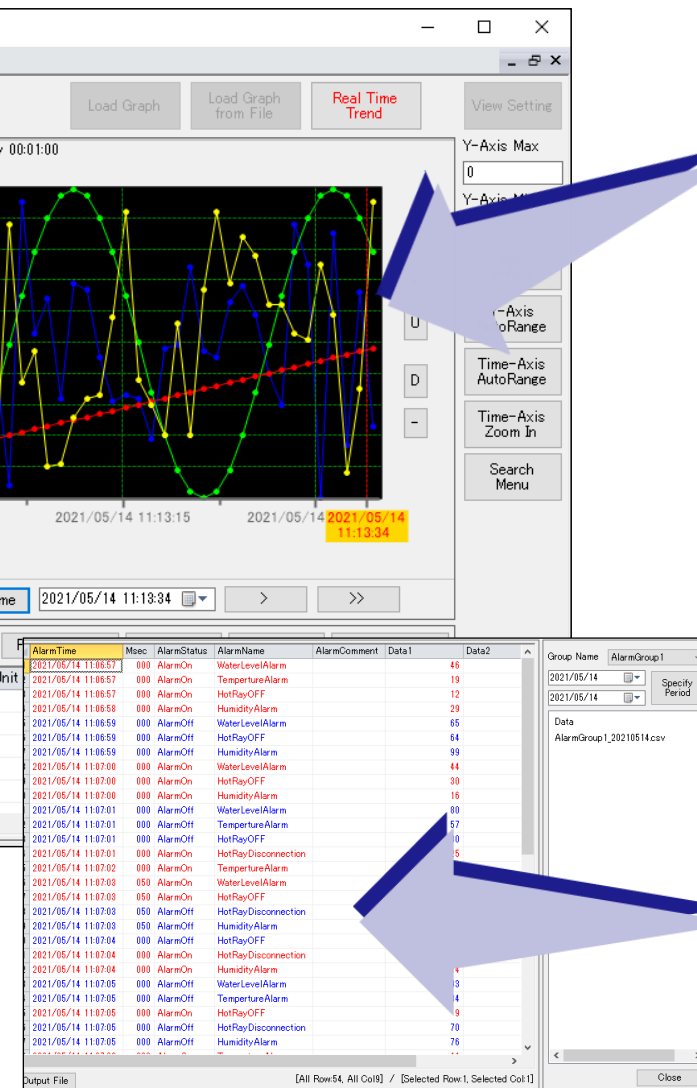 Load Graph
Load Graph
from File
Real Time
Trend
View Setting
00:01:00
Y-Axis Max
0
Y-Axis
-Axis
oRange
U
D
-
Time-Axis
AutoRange
Time-Axis
Zoom In
Search
Menu
2021/05/14 11:13:15
2021/05/14
2021/05/14
11:13:34
me
2021/05/14 11:13:34
>
>>
Unit
AlarmTime Msec AlarmStatus AlarmName AlarmComment Data1 Data2
2021/05/14 11:06:57 000 AlarmOn WaterLevelAlarm 46
2021/05/14 11:06:57 000 AlarmOn TempertureAlarm 19
2021/05/14 11:06:57 000 AlarmOn HotRayOFF 12
2021/05/14 11:06:58 000 AlarmOn HumidityAlarm 29
2021/05/14 11:06:59 000 AlarmOff WaterLevelAlarm 65
2021/05/14 11:06:59 000 AlarmOff HotRayOFF 64
2021/05/14 11:06:59 000 AlarmOff HumidityAlarm 99
2021/05/14 11:07:00 000 AlarmOn WaterLevelAlarm 44
2021/05/14 11:07:00 000 AlarmOn HotRayOFF 30
2021/05/14 11:07:00 000 AlarmOn HumidityAlarm 16
2021/05/14 11:07:01 000 AlarmOff WaterLevelAlarm 80
2021/05/14 11:07:01 000 AlarmOff TempertureAlarm 57
2021/05/14 11:07:01 000 AlarmOff HotRayOFF
2021/05/14 11:07:01 000 AlarmOn HotRayDisconnection
2021/05/14 11:07:02 000 AlarmOn TempertureAlarm
2021/05/14 11:07:03 050 AlarmOn WaterLevelAlarm
2021/05/14 11:07:03 050 AlarmOn HotRayOFF
2021/05/14 11:07:03 050 AlarmOff HotRayDisconnection
2021/05/14 11:07:03 050 AlarmOff HumidityAlarm
2021/05/14 11:07:04 000 AlarmOff HotRayOFF
2021/05/14 11:07:04 000 AlarmOn HotRayDisconnection
2021/05/14 11:07:04 000 AlarmOn HumidityAlarm
2021/05/14 11:07:05 000 AlarmOff WaterLevelAlarm
2021/05/14 11:07:05 000 AlarmOff TempertureAlarm
2021/05/14 11:07:05 000 AlarmOn HotRayOFF 9
2021/05/14 11:07:05 000 AlarmOff HotRayDisconnection 70
2021/05/14 11:07:05 000 AlarmOff HumidityAlarm 76
Output File
[All Row:54, All Col:9] / [Selected Row:1, Selected Col:1]
Group Name AlarmGroup1
2021/05/14
2021/05/14
Specify
Period
Data
AlarmGroup1_20210514.csv
Close